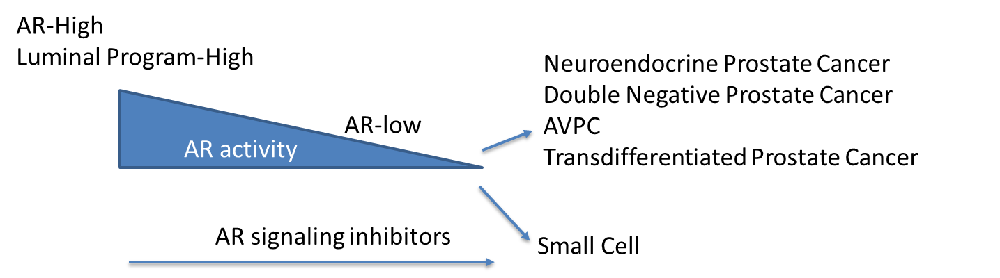 AR-High
Luminal Program-High
Neuroendocrine Prostate Cancer
Double Negative Prostate Cancer
AVPC
Transdifferentiated Prostate Cancer
AR-low
AR activity
AR signaling inhibitors
Small Cell